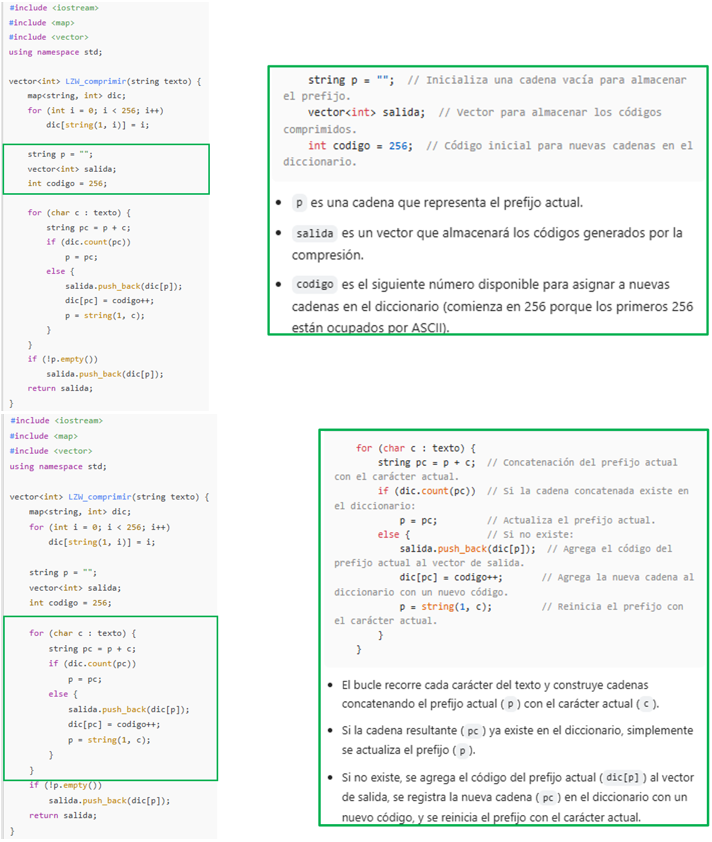 #include <iostream>
#include <map>
#include <vector>
using namespace std;

vector<int> LZW_comprimir(string texto) {
    map<string, int> dic;
    for (int i = 0; i < 256; i++)
        dic[string(1, i)] = i;

    string p = "";
    vector<int> salida;
    int codigo = 256;

    for (char c : texto) {
        string pc = p + c;
        if (dic.count(pc))
            p = pc;
        else {
            salida.push_back(dic[p]);
            dic[pc] = codigo++;
            p = string(1, c);
        }
    }
    if (!p.empty())
        salida.push_back(dic[p]);
    return salida;
}
    string p = "";  // Inicializa una cadena vacía para almacenar
el prefijo.
    vector<int> salida;  // Vector para almacenar los códigos
comprimidos.
    int codigo = 256;  // Código inicial para nuevas cadenas en el
diccionario.
• p es una cadena que representa el prefijo actual.
• salida es un vector que almacenará los códigos generados por la
compresión.
• codigo es el siguiente número disponible para asignar a nuevas
cadenas en el diccionario (comienza en 256 porque los primeros 256
están ocupados por ASCII).
#include <iostream>
#include <map>
#include <vector>
using namespace std;

vector<int> LZW_comprimir(string texto) {
    map<string, int> dic;
    for (int i = 0; i < 256; i++)
        dic[string(1, i)] = i;

    string p = "";
    vector<int> salida;
    int codigo = 256;

    for (char c : texto) {
        string pc = p + c;
        if (dic.count(pc))
            p = pc;
        else {
            salida.push_back(dic[p]);
            dic[pc] = codigo++;
            p = string(1, c);
        }
    }
    if (!p.empty())
        salida.push_back(dic[p]);
    return salida;
}
    for (char c : texto) {
        string pc = p + c;  // Concatenación del prefijo actual
con el carácter actual.
        if (dic.count(pc))  // Si la cadena concatenada existe en
el diccionario:
            p = pc;         // Actualiza el prefijo actual.
        else {              // Si no existe:
            salida.push_back(dic[p]);  // Agrega el código del
prefijo actual al vector de salida.
            dic[pc] = codigo++;      // Agrega la nueva cadena al
diccionario con un nuevo código.
            p = string(1, c);        // Reinicia el prefijo con
el carácter actual.
        }
    }
• El bucle recorre cada carácter del texto y construye cadenas
concatenando el prefijo actual ( p ) con el carácter actual ( c ).
• Si la cadena resultante ( pc ) ya existe en el diccionario, simplemente
se actualiza el prefijo ( p ).
• Si no existe, se agrega el código del prefijo actual ( dic[p] ) al vector
de salida, se registra la nueva cadena ( pc ) en el diccionario con un
nuevo código, y se reinicia el prefijo con el carácter actual.